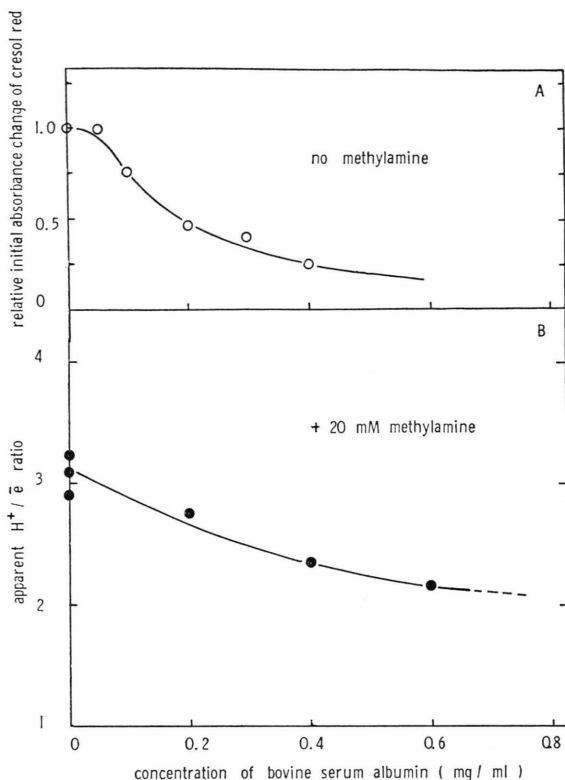 relative initial absorbance change of cresol red
A
1.0
no methylamine
0.5
0
B
4
+ 20 mM methylamine
apparent H⁺/ e̅ ratio
3
2
1
0 0.2 0.4 0.6 0.8
concentration of bovine serum albumin ( mg / ml )